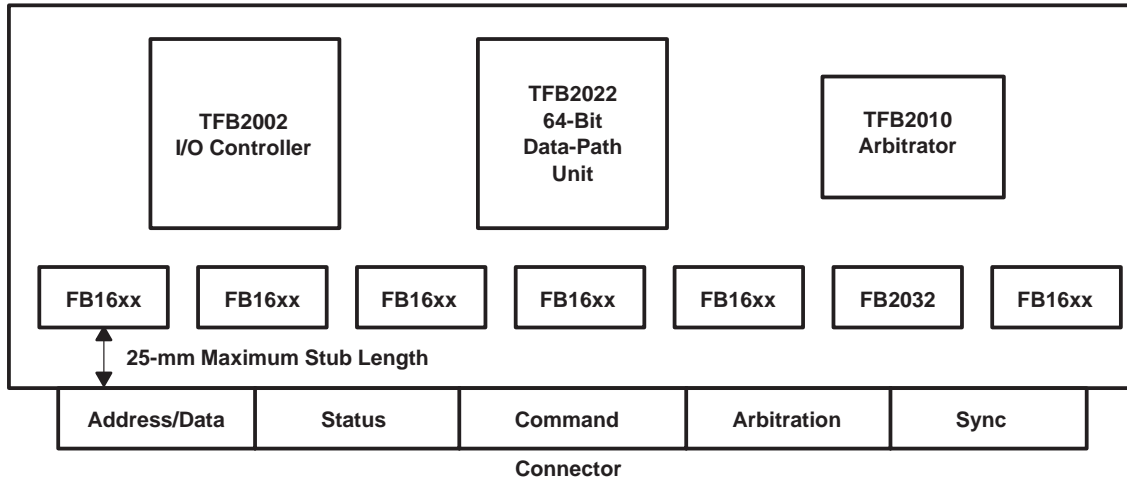 TFB2002
I/O Controller
TFB2022
64-Bit
Data-Path
Unit
TFB2010
Arbitrator
FB16xx
FB16xx
FB16xx
FB16xx
FB16xx
FB2032
FB16xx
25-mm Maximum Stub Length
Address/Data
Status
Command
Arbitration
Sync
Connector